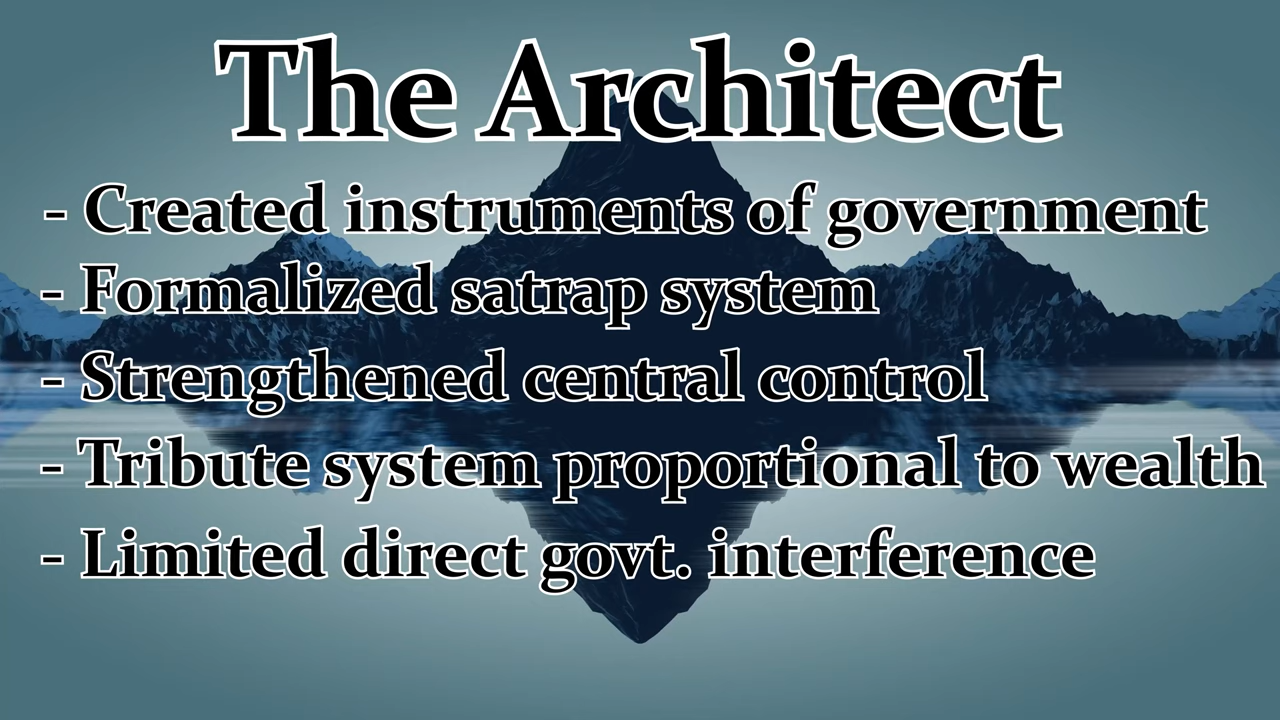 The Architect
- Created instruments of government
- Formalized satrap system
- Strengthened central control
- Tribute system proportional to wealth
- Limited direct govt. interference